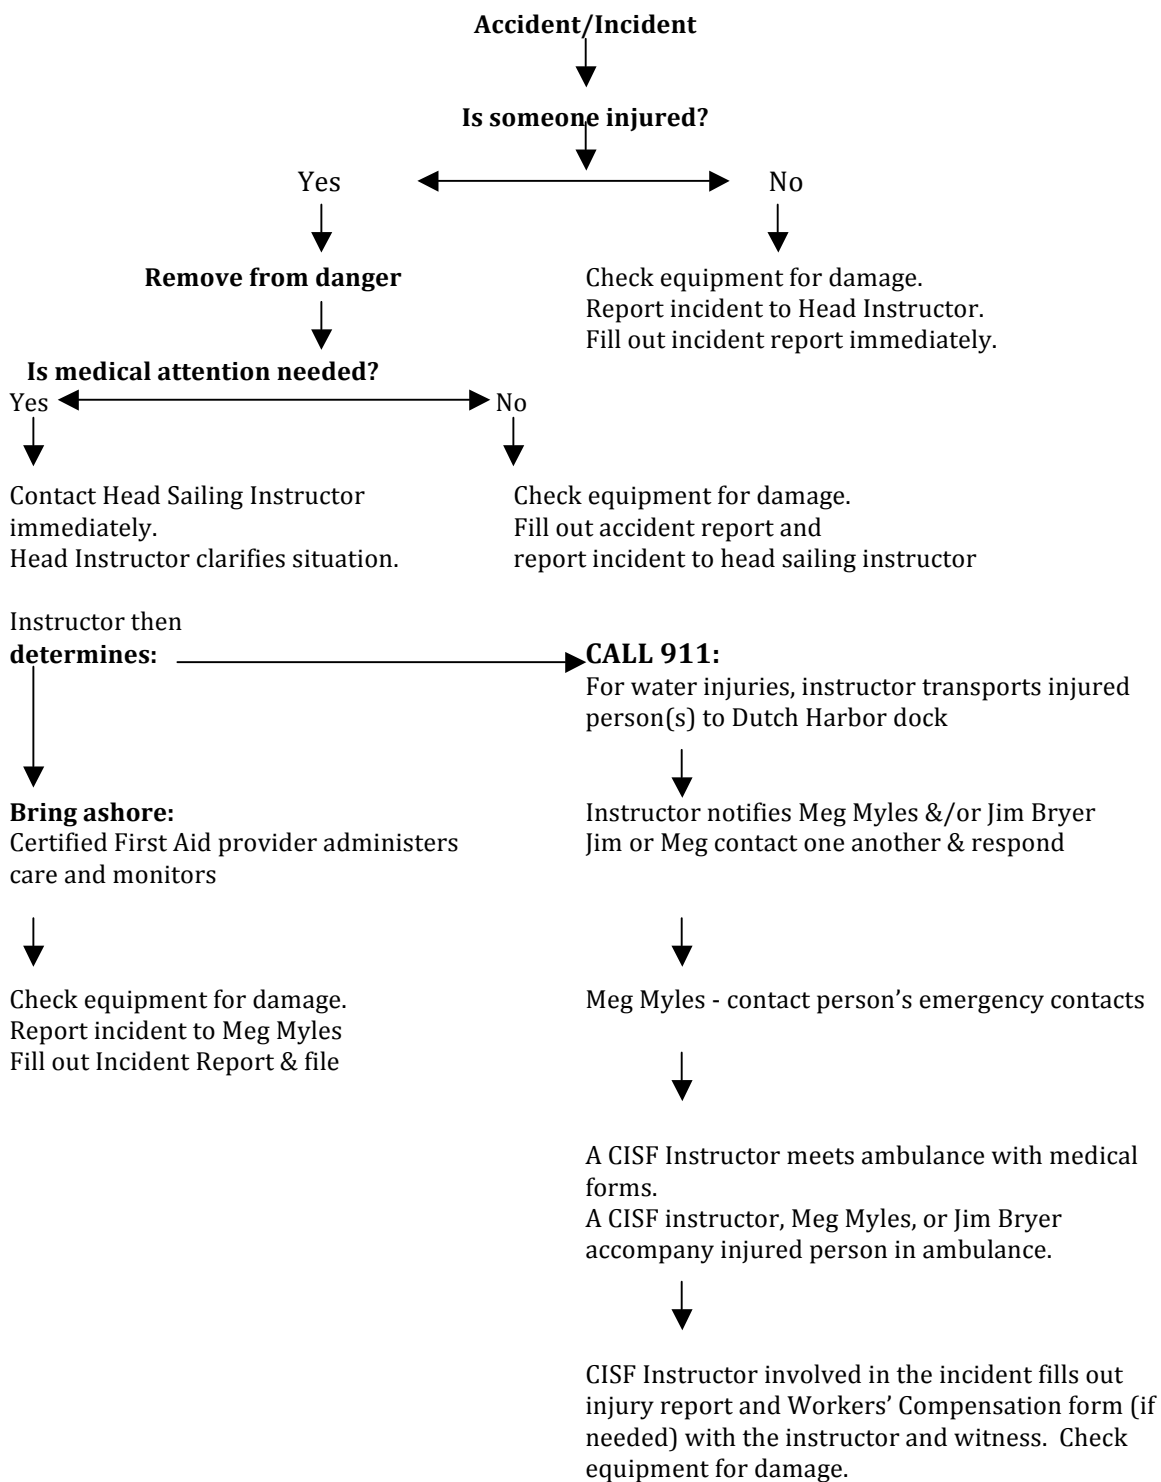 Accident/Incident
Is someone injured?
Yes
No
Remove from danger
Check equipment for damage.
Report incident to Head Instructor.
Fill out incident report immediately.
Is medical attention needed?
Yes
No
Contact Head Sailing Instructor
immediately.
Head Instructor clarifies situation.
Check equipment for damage.
Fill out accident report and
report incident to head sailing instructor
Instructor then
determines:
CALL 911:
For water injuries, instructor transports injured
person(s) to Dutch Harbor dock
Bring ashore:
Certified First Aid provider administers
care and monitors
Instructor notifies Meg Myles &/or Jim Bryer
Jim or Meg contact one another & respond
Check equipment for damage.
Report incident to Meg Myles
Fill out Incident Report & file
Meg Myles - contact person’s emergency contacts
A CISF Instructor meets ambulance with medical
forms.
A CISF instructor, Meg Myles, or Jim Bryer
accompany injured person in ambulance.
CISF Instructor involved in the incident fills out
injury report and Workers’ Compensation form (if
needed) with the instructor and witness.  Check
equipment for damage.